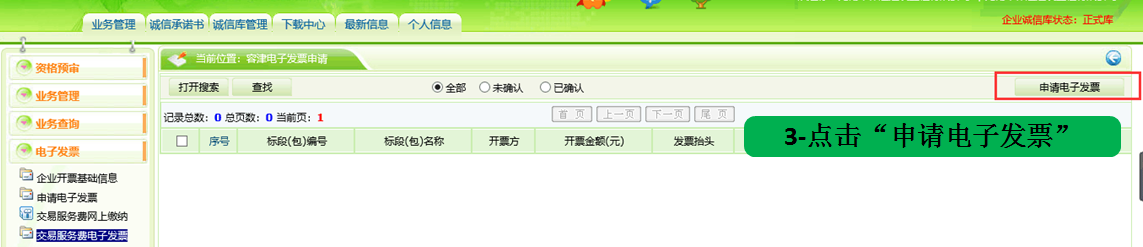 业务管理 诚信承诺书 诚信库管理 下载中心 最新信息 个人信息
企业诚信库状态：正式库
资格预审
业务管理
业务查询
电子发票
企业开票基础信息
申请电子发票
交易服务费网上缴纳
交易服务费电子发票
当前位置：容津电子发票申请
打开搜索 查找 全部 未确认 已确认 申请电子发票
记录总数：0 总页数：0 当前页：1 首 页 上一页 下一页 尾 页
序号 标段(包)编号 标段(包)名称 开票方 开票金额(元) 发票抬头
3-点击“申请电子发票”